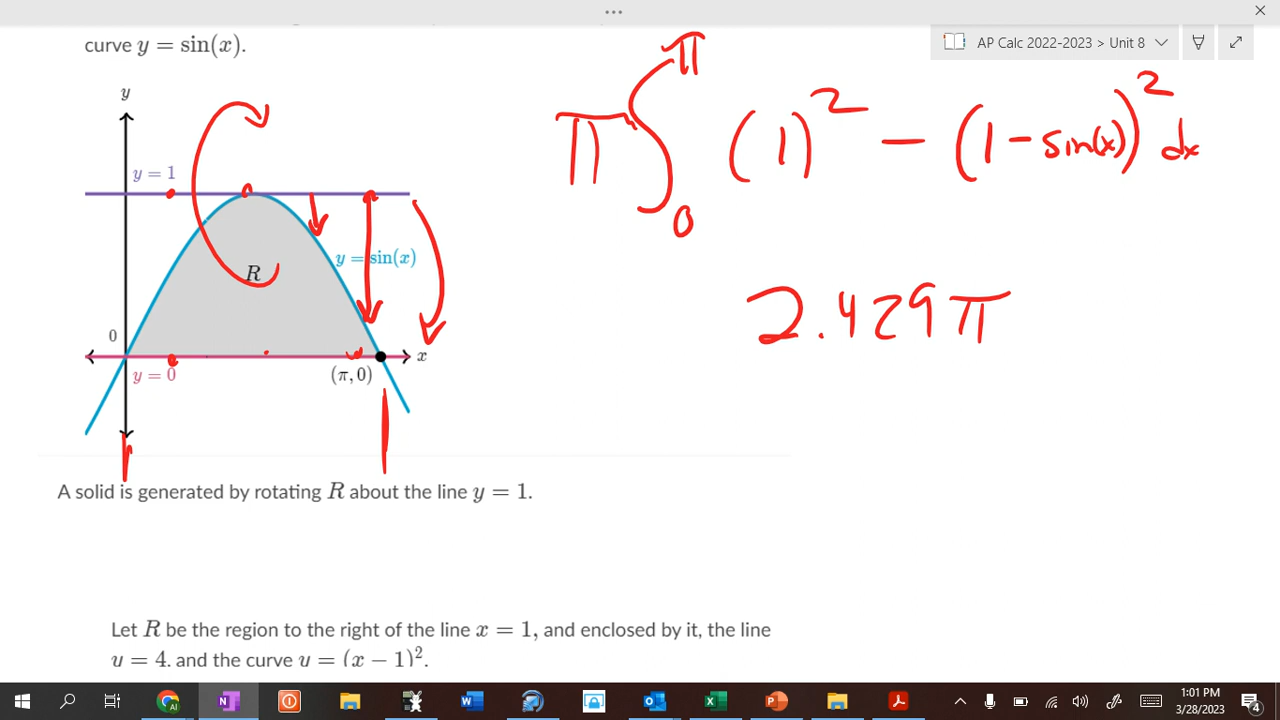 ...
curve y = sin(x).
AP Calc 2022-2023 > Unit 8
y
y = 1
y = sin(x)
R
0
x
y = 0
(π, 0)
π ∫₀^π (1)² − (1 − sin(x))² dx
2.429π
A solid is generated by rotating R about the line y = 1.
Let R be the region to the right of the line x = 1, and enclosed by it, the line
y = 4, and the curve y = (x − 1)².
AI
1:01 PM
3/28/2023
4